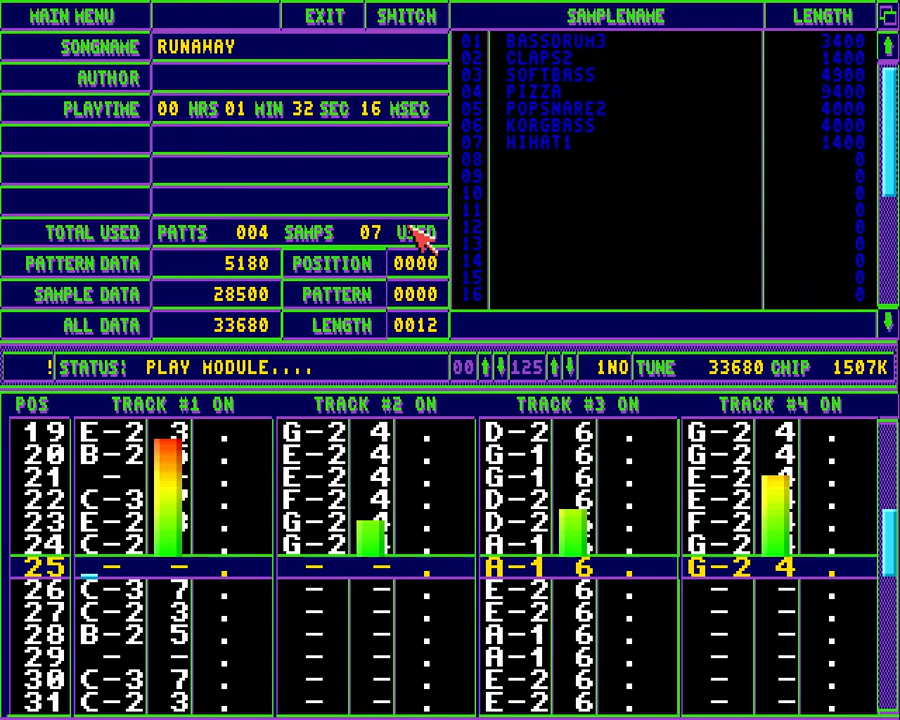 MAIN MENU EXIT SWITCH SAMPLENAME LENGTH
SONGNAME RUNAWAY 01 BASSDRUM3 3400
02 CLAPS2 1400
AUTHOR 03 SOFTBASS 4900
04 PIZZA 9400
PLAYTIME 00 HRS 01 MIN 32 SEC 16 MSEC 05 POPSNARE2 4000
06 KORGBASS 4000
07 HIHAT1 1400
08 0
09 0
10 0
11 0
TOTAL USED PATTS 004 SAMPS 07 USED 12 0
13 0
PATTERN DATA 5180 POSITION 0000 14 0
15 0
SAMPLE DATA 28500 PATTERN 0000 16 0
ALL DATA 33680 LENGTH 0012
! STATUS: PLAY MODULE.... 00 125 1NO TUNE 33680 CHIP 1507K
POS TRACK #1 ON TRACK #2 ON TRACK #3 ON TRACK #4 ON
19 E-2 3 . G-2 4 . D-2 6 . G-2 4 .
20 B-2 . G-2 4 . G-1 6 . G-2 4 .
21 - . E-2 4 . G-1 6 . E-2 .
22 C-3 . F-2 4 . D-2 6 . F-2 .
23 E-2 . G-2 . D-2 . G-2 .
24 C-2 . G-2 . A-1 . G-2 .
25 - - . - - . A-1 6 . G-2 4 .
26 C-3 7 . - - . E-2 6 . - - .
27 C-2 3 . - - . E-2 6 . - - .
28 B-2 5 . - - . A-1 6 . - - .
29 - - . - - . A-1 6 . - - .
30 C-3 7 . - - . E-2 6 . - - .
31 C-2 3 . - - . E-2 6 . - - .